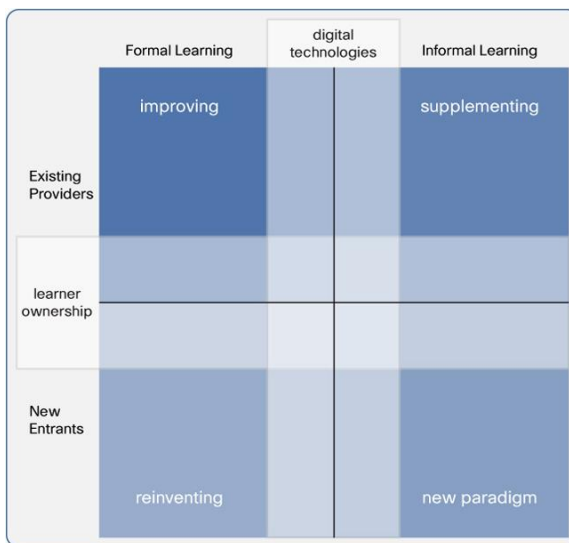 digital
technologies
Formal Learning
Informal Learning
improving
supplementing
Existing
Providers
learner
ownership
New
Entrants
reinventing
new paradigm